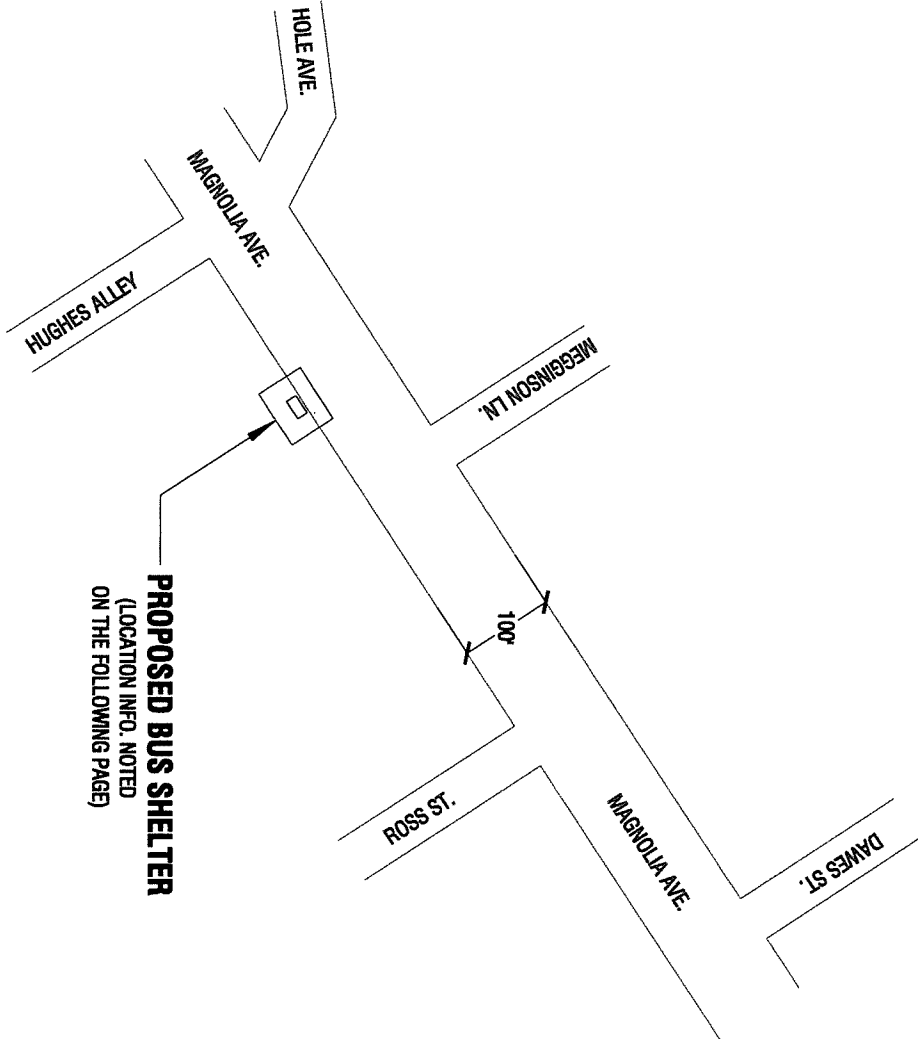 HOLE AVE.
MAGNOLIA AVE.
HUGHES ALLEY
MEGGINSON LN.
100'
PROPOSED BUS SHELTER
(LOCATION INFO. NOTED
ON THE FOLLOWING PAGE)
ROSS ST.
MAGNOLIA AVE.
DAWES ST.